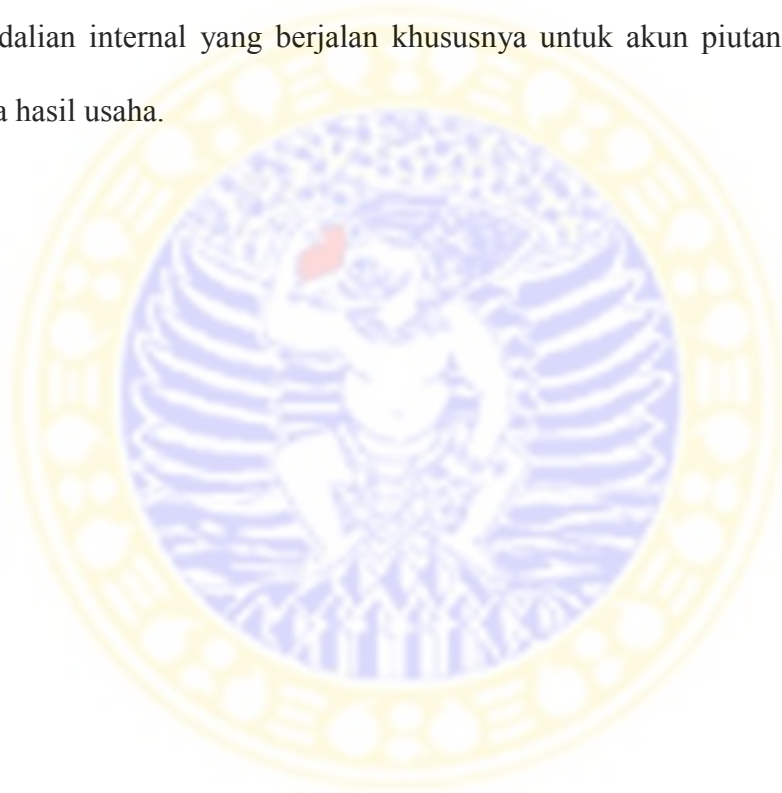 dalian internal yang berjalan khususnya untuk akun piutan
a hasil usaha.